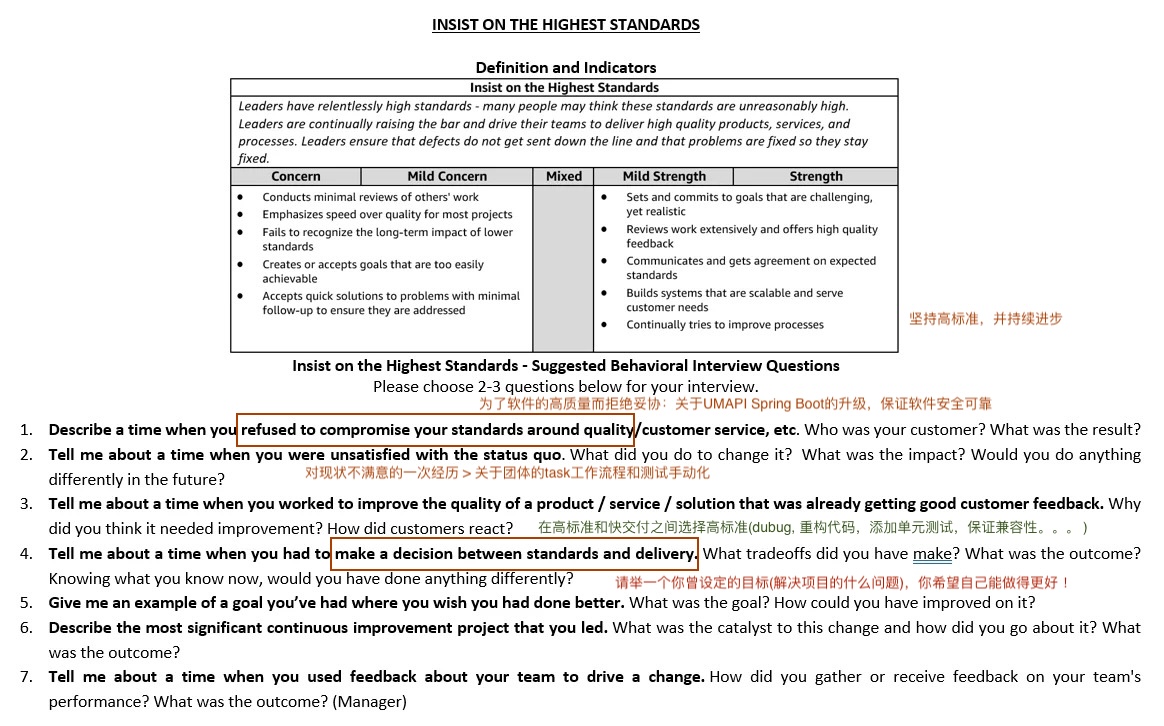 INSIST ON THE HIGHEST STANDARDS
Definition and Indicators
Insist on the Highest Standards
Leaders have relentlessly high standards - many people may think these standards are unreasonably high.
Leaders are continually raising the bar and drive their teams to deliver high quality products, services, and
processes. Leaders ensure that defects do not get sent down the line and that problems are fixed so they stay
fixed.
Concern Mild Concern Mixed Mild Strength Strength
• Conducts minimal reviews of others' work
• Emphasizes speed over quality for most projects
• Fails to recognize the long-term impact of lower
standards
• Creates or accepts goals that are too easily
achievable
• Accepts quick solutions to problems with minimal
follow-up to ensure they are addressed
• Sets and commits to goals that are challenging,
yet realistic
• Reviews work extensively and offers high quality
feedback
• Communicates and gets agreement on expected
standards
• Builds systems that are scalable and serve
customer needs
• Continually tries to improve processes
坚持高标准，并持续进步
Insist on the Highest Standards - Suggested Behavioral Interview Questions
Please choose 2-3 questions below for your interview.
为了软件的高质量而拒绝妥协：关于UMAPI Spring Boot的升级，保证软件安全可靠
1. Describe a time when you refused to compromise your standards around quality/customer service, etc. Who was your customer? What was the result?
2. Tell me about a time when you were unsatisfied with the status quo. What did you do to change it? What was the impact? Would you do anything
differently in the future?
对现状不满意的一次经历 > 关于团体的task工作流程和测试手动化
3. Tell me about a time when you worked to improve the quality of a product / service / solution that was already getting good customer feedback. Why
did you think it needed improvement? How did customers react?
在高标准和快交付之间选择高标准(dubug, 重构代码，添加单元测试，保证兼容性。。。)
4. Tell me about a time when you had to make a decision between standards and delivery. What tradeoffs did you have make? What was the outcome?
Knowing what you know now, would you have done anything differently?
请举一个你曾设定的目标(解决项目的什么问题)，你希望自己能做得更好！
5. Give me an example of a goal you’ve had where you wish you had done better. What was the goal? How could you have improved on it?
6. Describe the most significant continuous improvement project that you led. What was the catalyst to this change and how did you go about it? What
was the outcome?
7. Tell me about a time when you used feedback about your team to drive a change. How did you gather or receive feedback on your team's
performance? What was the outcome? (Manager)